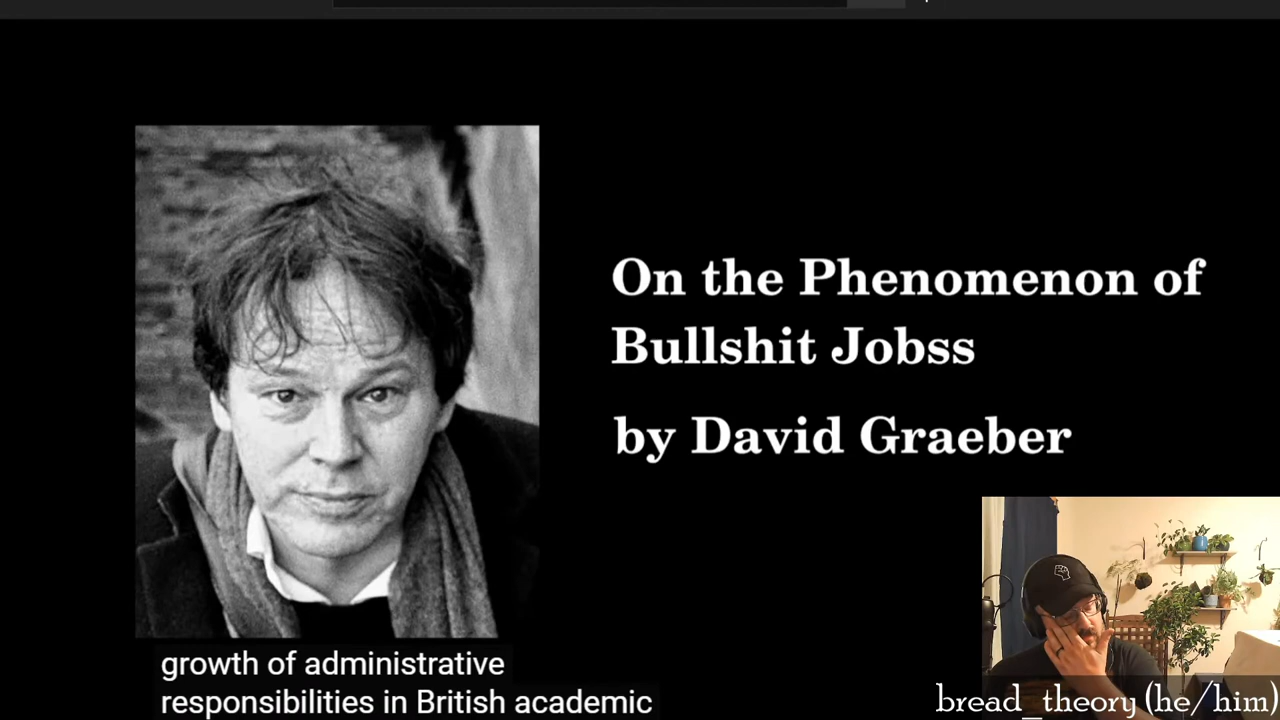 On the Phenomenon of
Bullshit Jobss
by David Graeber
growth of administrative
responsibilities in British academic
bread_theory (he/him)